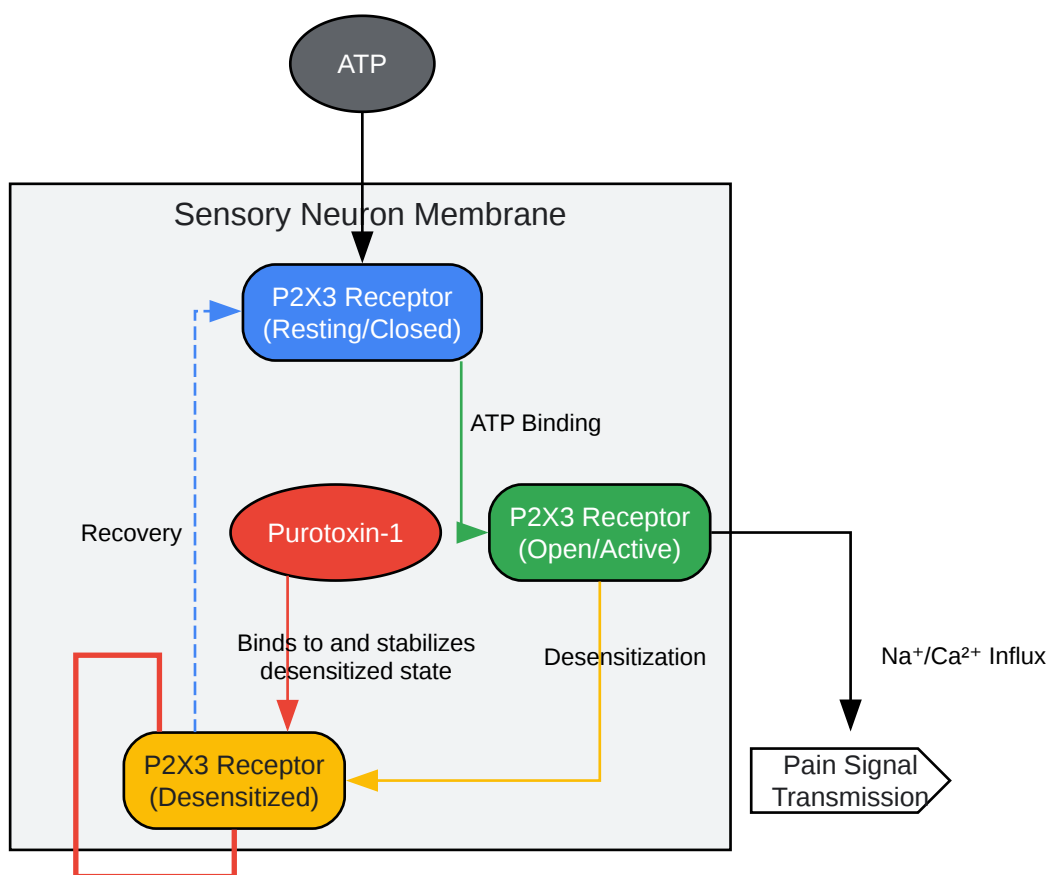 ATP
Sensory Neuron Membrane
P2X3 Receptor
(Resting/Closed)
ATP Binding
P2X3 Receptor
(Open/Active)
Recovery
Purotoxin-1
Binds to and stabilizes
desensitized state
Desensitization
Na⁺/Ca²⁺ Influx
P2X3 Receptor
(Desensitized)
Pain Signal
Transmission